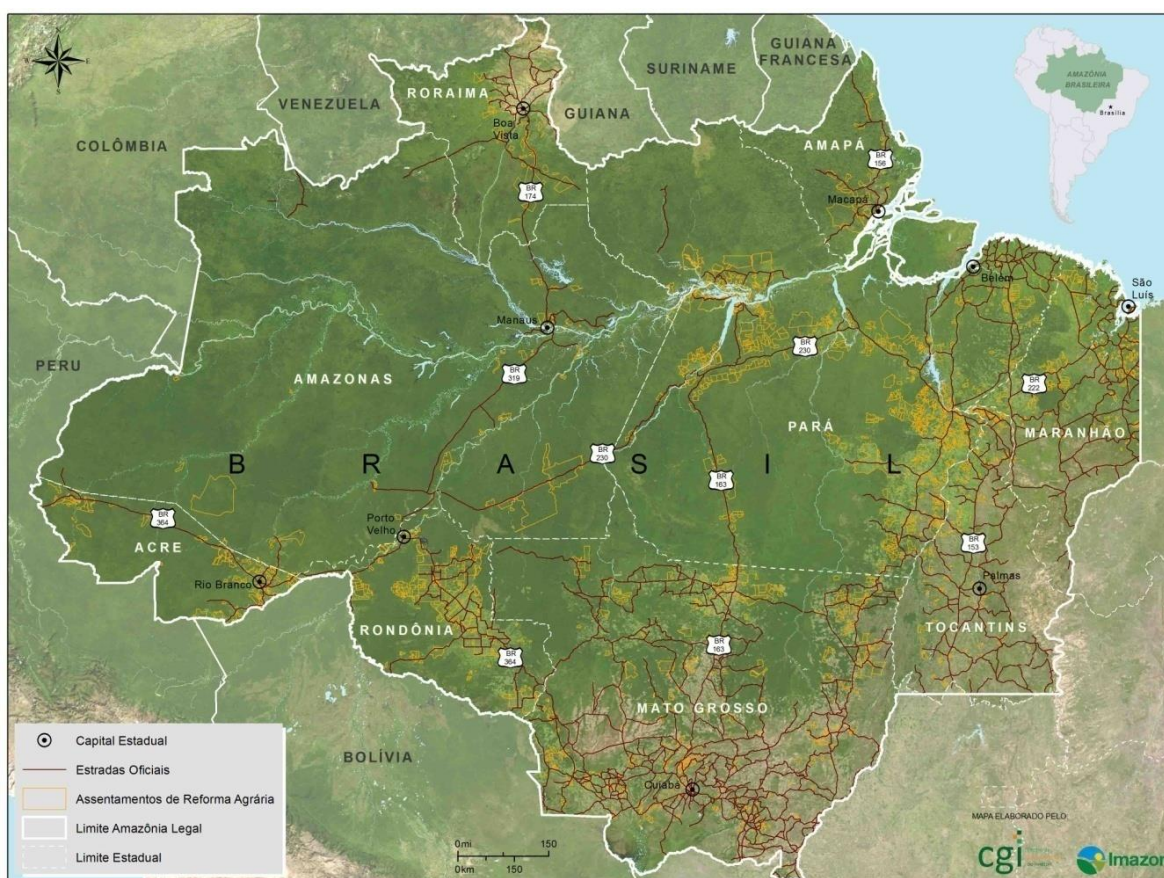 GUIANA
FRANCESA
SURINAME
GUIANA
VENEZUELA
COLÔMBIA
RORAIMA
Boa
Vista
AMAPÁ
BR
156
Macapá
BR
174
AMAZÔNIA
BRASILEIRA
Brasília
Belém
São
Luís
Manaus
BR
319
BR
230
BR
222
PERU
AMAZONAS
PARÁ
MARANHÃO
BRASIL
BR
230
BR
163
BR
364
ACRE
Rio Branco
Porto
Velho
BR
153
Palmas
TOCANTINS
RONDÔNIA
BR
364
BR
163
MATO GROSSO
Cuiabá
BOLÍVIA
Capital Estadual
Estradas Oficiais
Assentamentos de Reforma Agrária
Limite Amazônia Legal
Limite Estadual
0mi 150
0km 150
MAPA ELABORADO PELO:
cgi
Imazon
N
E
S